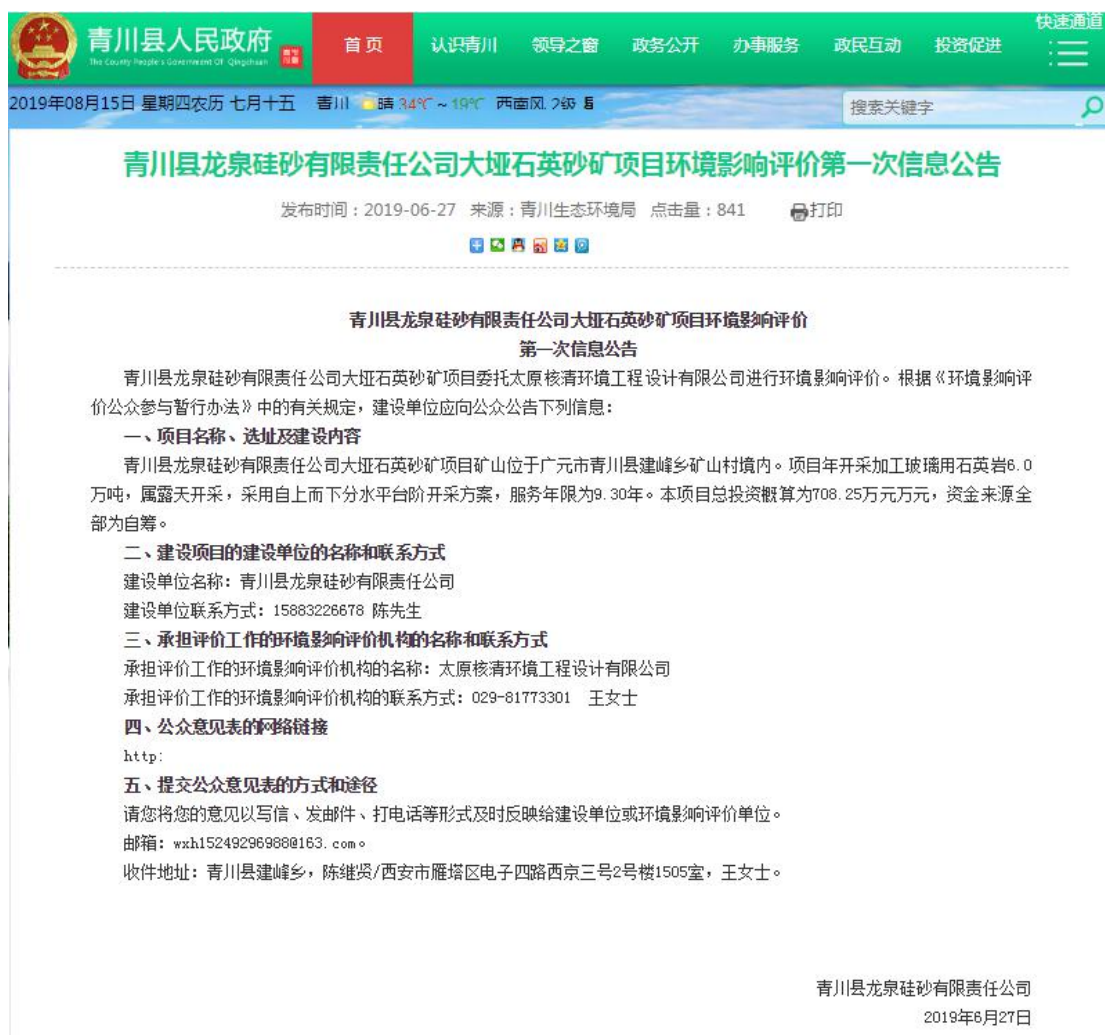 快速通道
青川县人民政府
The County People's Government Of Qingchuan
首页 认识青川 领导之窗 政务公开 办事服务 政民互动 投资促进
2019年08月15日 星期四农历 七月十五 青川 晴 34℃～19℃ 西南风 2级
搜索关键字
青川县龙泉硅砂有限责任公司大垭石英砂矿项目环境影响评价第一次信息公告
发布时间：2019-06-27 来源：青川生态环境局 点击量：841 打印
青川县龙泉硅砂有限责任公司大垭石英砂矿项目环境影响评价
第一次信息公告
青川县龙泉硅砂有限责任公司大垭石英砂矿项目委托太原核清环境工程设计有限公司进行环境影响评价。根据《环境影响评
价公众参与暂行办法》中的有关规定，建设单位应向公众公告下列信息：
一、项目名称、选址及建设内容
青川县龙泉硅砂有限责任公司大垭石英砂矿项目矿山位于广元市青川县建峰乡矿山村境内。项目年开采加工玻璃用石英岩6.0
万吨，属露天开采，采用自上而下分水平台阶开采方案，服务年限为9.30年。本项目总投资概算为708.25万元万元，资金来源全
部为自筹。
二、建设项目的建设单位的名称和联系方式
建设单位名称：青川县龙泉硅砂有限责任公司
建设单位联系方式：15883226678 陈先生
三、承担评价工作的环境影响评价机构的名称和联系方式
承担评价工作的环境影响评价机构的名称：太原核清环境工程设计有限公司
承担评价工作的环境影响评价机构的联系方式：029-81773301 王女士
四、公众意见表的网络链接
http:
五、提交公众意见表的方式和途径
请您将您的意见以写信、发邮件、打电话等形式及时反映给建设单位或环境影响评价单位。
邮箱：wxh15249296988@163.com。
收件地址：青川县建峰乡，陈继贤/西安市雁塔区电子四路西京三号2号楼1505室，王女士。
青川县龙泉硅砂有限责任公司
2019年6月27日